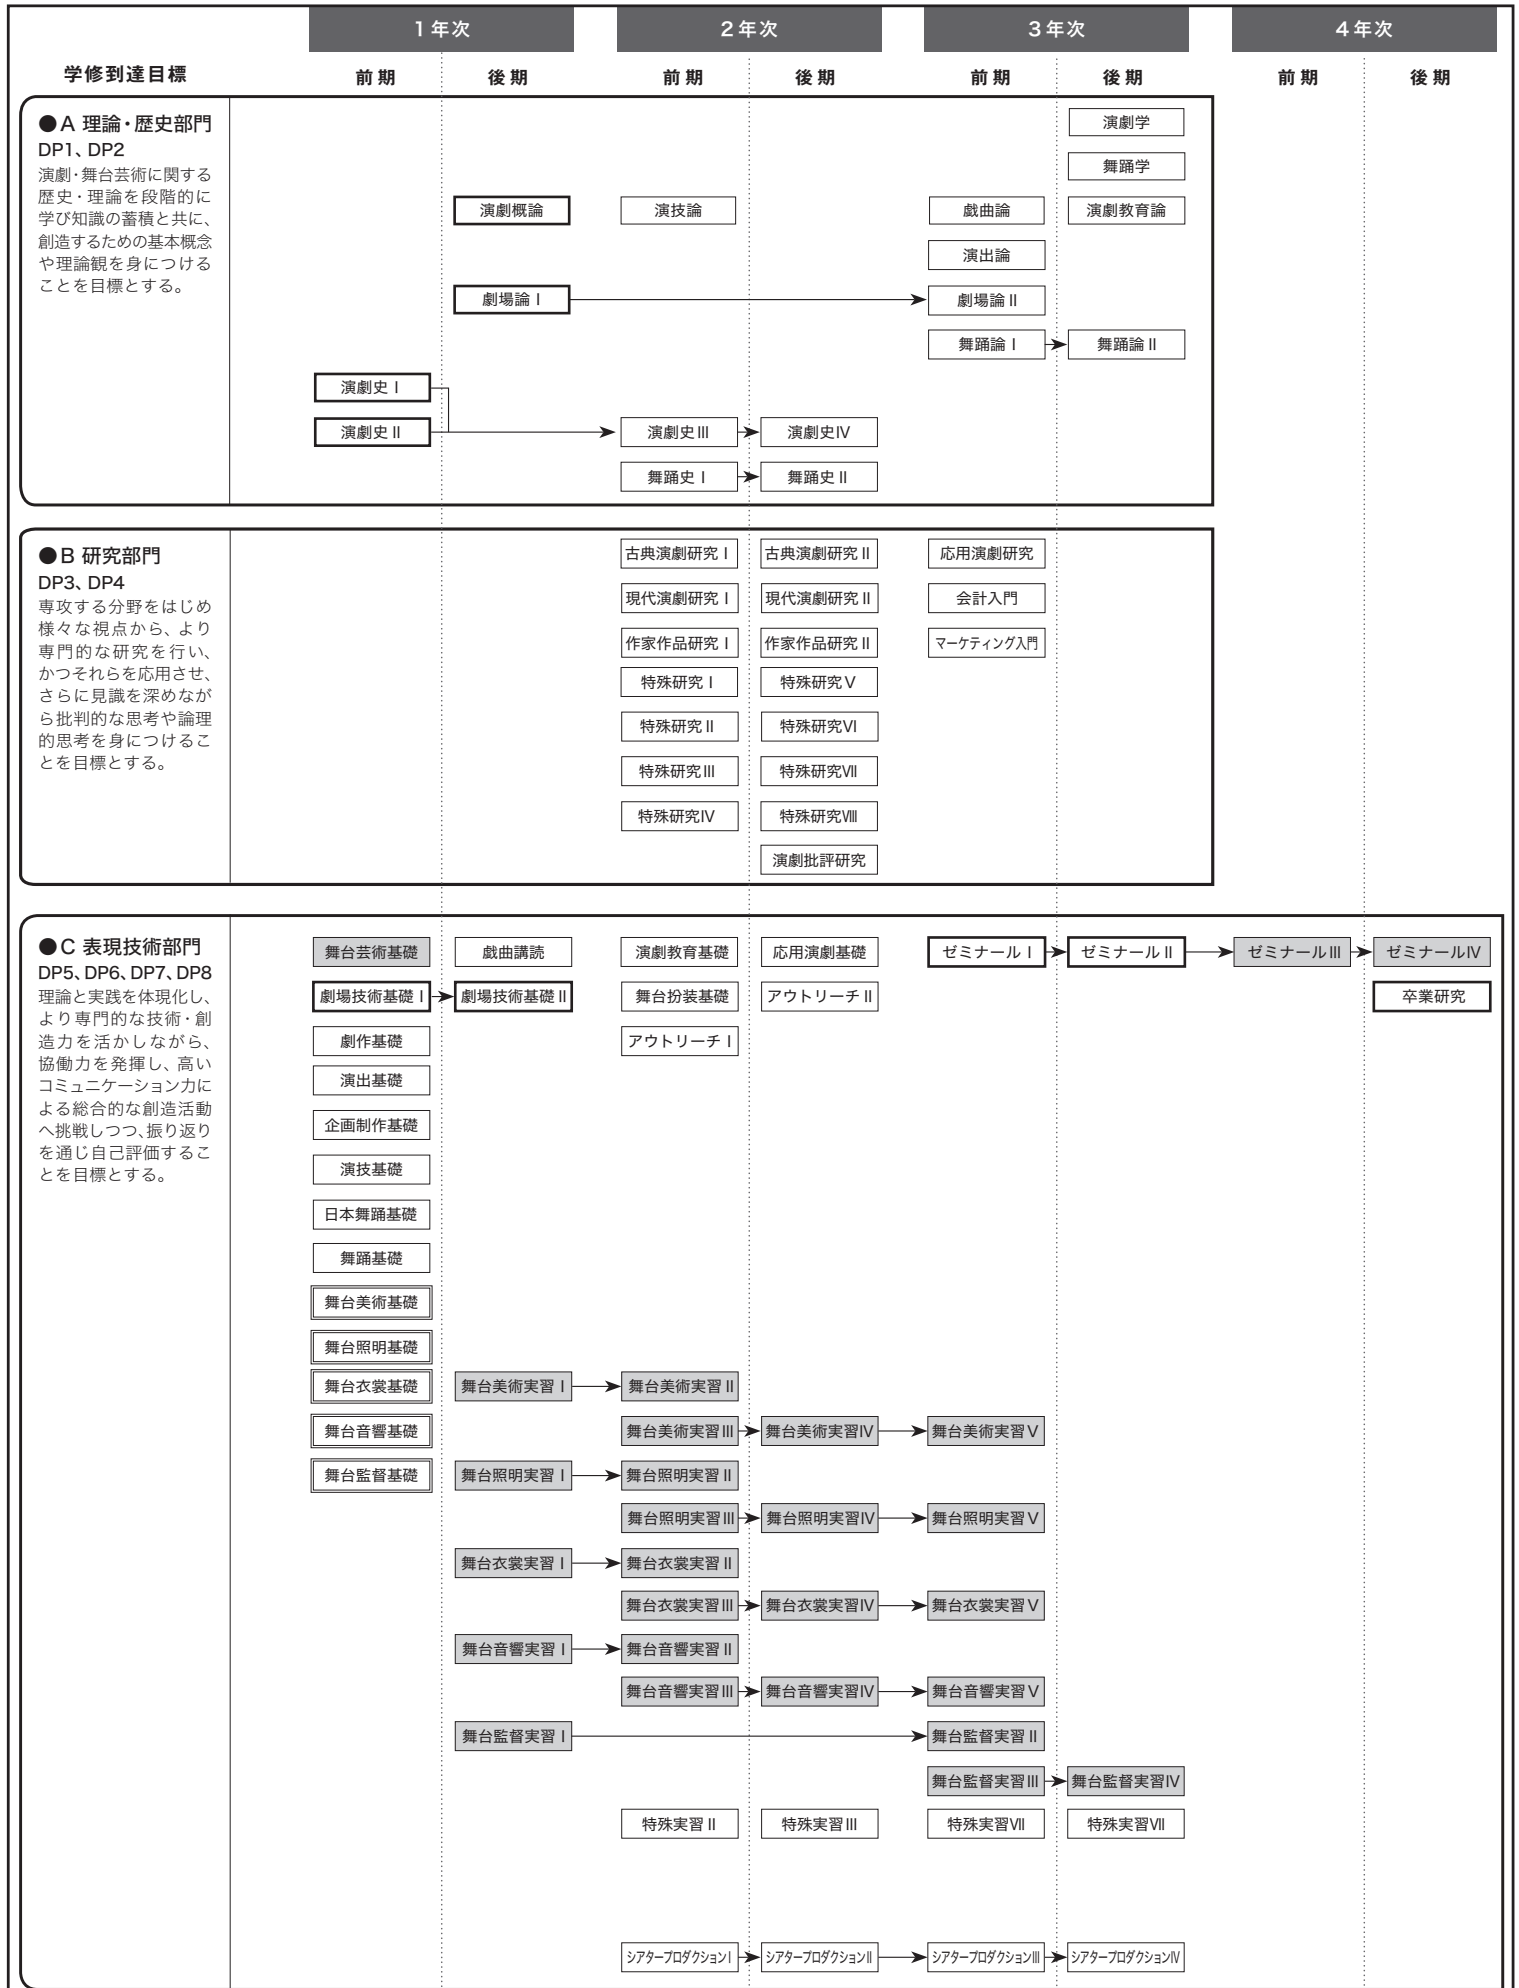 1年次 2年次 3年次 4年次
学修到達目標 前期 後期 前期 後期 前期 後期 前期 後期
●A 理論・歴史部門
DP1、DP2
演劇・舞台芸術に関する
歴史・理論を段階的に
学び知識の蓄積と共に、
創造するための基本概念
や理論観を身につける
ことを目標とする。
演劇学
舞踊学
演劇概論 演技論 戯曲論 演劇教育論
演出論
劇場論Ⅰ 劇場論Ⅱ
舞踊論Ⅰ 舞踊論Ⅱ
演劇史Ⅰ
演劇史Ⅱ 演劇史Ⅲ 演劇史Ⅳ
舞踊史Ⅰ 舞踊史Ⅱ
●B 研究部門
DP3、DP4
専攻する分野をはじめ
様々な視点から、より
専門的な研究を行い、
かつそれらを応用させ、
さらに見識を深めなが
ら批判的な思考や論理
的思考を身につけるこ
とを目標とする。
古典演劇研究Ⅰ 古典演劇研究Ⅱ 応用演劇研究
現代演劇研究Ⅰ 現代演劇研究Ⅱ 会計入門
作家作品研究Ⅰ 作家作品研究Ⅱ マーケティング入門
特殊研究Ⅰ 特殊研究Ⅴ
特殊研究Ⅱ 特殊研究Ⅵ
特殊研究Ⅲ 特殊研究Ⅶ
特殊研究Ⅳ 特殊研究Ⅷ
演劇批評研究
●C 表現技術部門
DP5、DP6、DP7、DP8
理論と実践を体現化し、
より専門的な技術・創
造力を活かしながら、
協働力を発揮し、高い
コミュニケーション力に
よる総合的な創造活動
へ挑戦しつつ、振り返り
を通じ自己評価するこ
とを目標とする。
舞台芸術基礎 戯曲講読 演劇教育基礎 応用演劇基礎 ゼミナールⅠ ゼミナールⅡ ゼミナールⅢ ゼミナールⅣ
劇場技術基礎Ⅰ 劇場技術基礎Ⅱ 舞台扮装基礎 アウトリーチⅡ 卒業研究
劇作基礎 アウトリーチⅠ
演出基礎
企画制作基礎
演技基礎
日本舞踊基礎
舞踊基礎
舞台美術基礎
舞台照明基礎
舞台衣裳基礎 舞台美術実習Ⅰ 舞台美術実習Ⅱ
舞台音響基礎 舞台美術実習Ⅲ 舞台美術実習Ⅳ 舞台美術実習Ⅴ
舞台監督基礎 舞台照明実習Ⅰ 舞台照明実習Ⅱ
舞台照明実習Ⅲ 舞台照明実習Ⅳ 舞台照明実習Ⅴ
舞台衣裳実習Ⅰ 舞台衣裳実習Ⅱ
舞台衣裳実習Ⅲ 舞台衣裳実習Ⅳ 舞台衣裳実習Ⅴ
舞台音響実習Ⅰ 舞台音響実習Ⅱ
舞台音響実習Ⅲ 舞台音響実習Ⅳ 舞台音響実習Ⅴ
舞台監督実習Ⅰ 舞台監督実習Ⅱ
舞台監督実習Ⅲ 舞台監督実習Ⅳ
特殊実習Ⅱ 特殊実習Ⅲ 特殊実習Ⅶ 特殊実習Ⅶ
シアタープロダクションⅠ シアタープロダクションⅡ シアタープロダクションⅢ シアタープロダクションⅣ